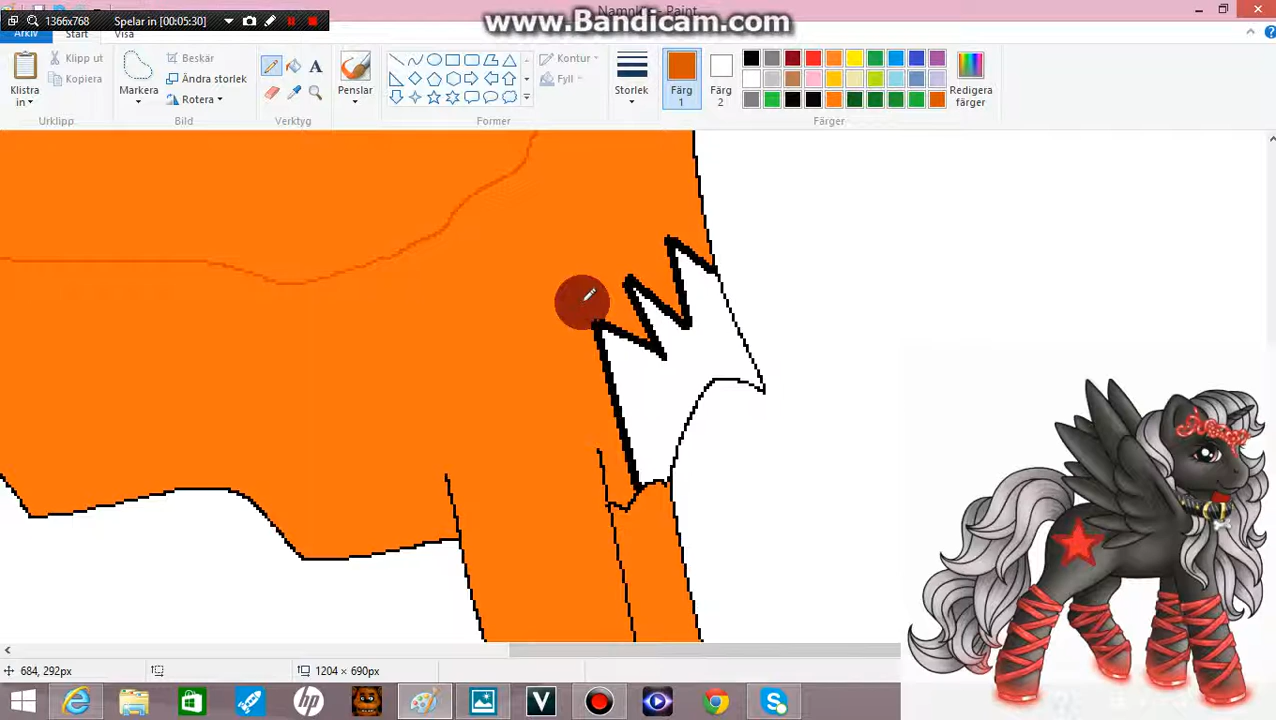 1366x768 Spelar in [00:05:30]
www.Bandicam.com
Arkiv Start Visa
Klistra in
Klipp ut
Kopiera
Urklipp
Markera
Beskär
Ändra storlek
Rotera
Bild
A
Verktyg
Penslar
Kontur
Fyll
Former
Storlek
Färg 1
Färg 2
Redigera färger
Färger
684, 292px
1204 × 690px